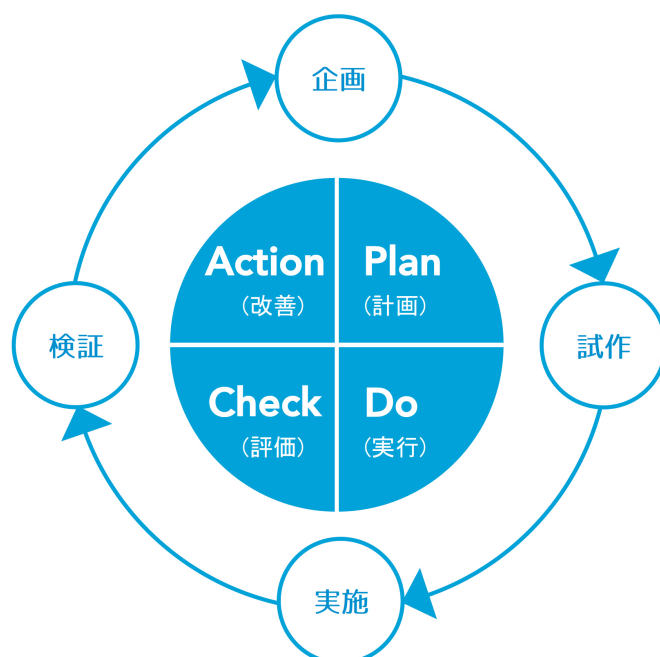 企画
Action
(改善)
Plan
(計画)
検証
試作
Check
(評価)
Do
(実行)
実施